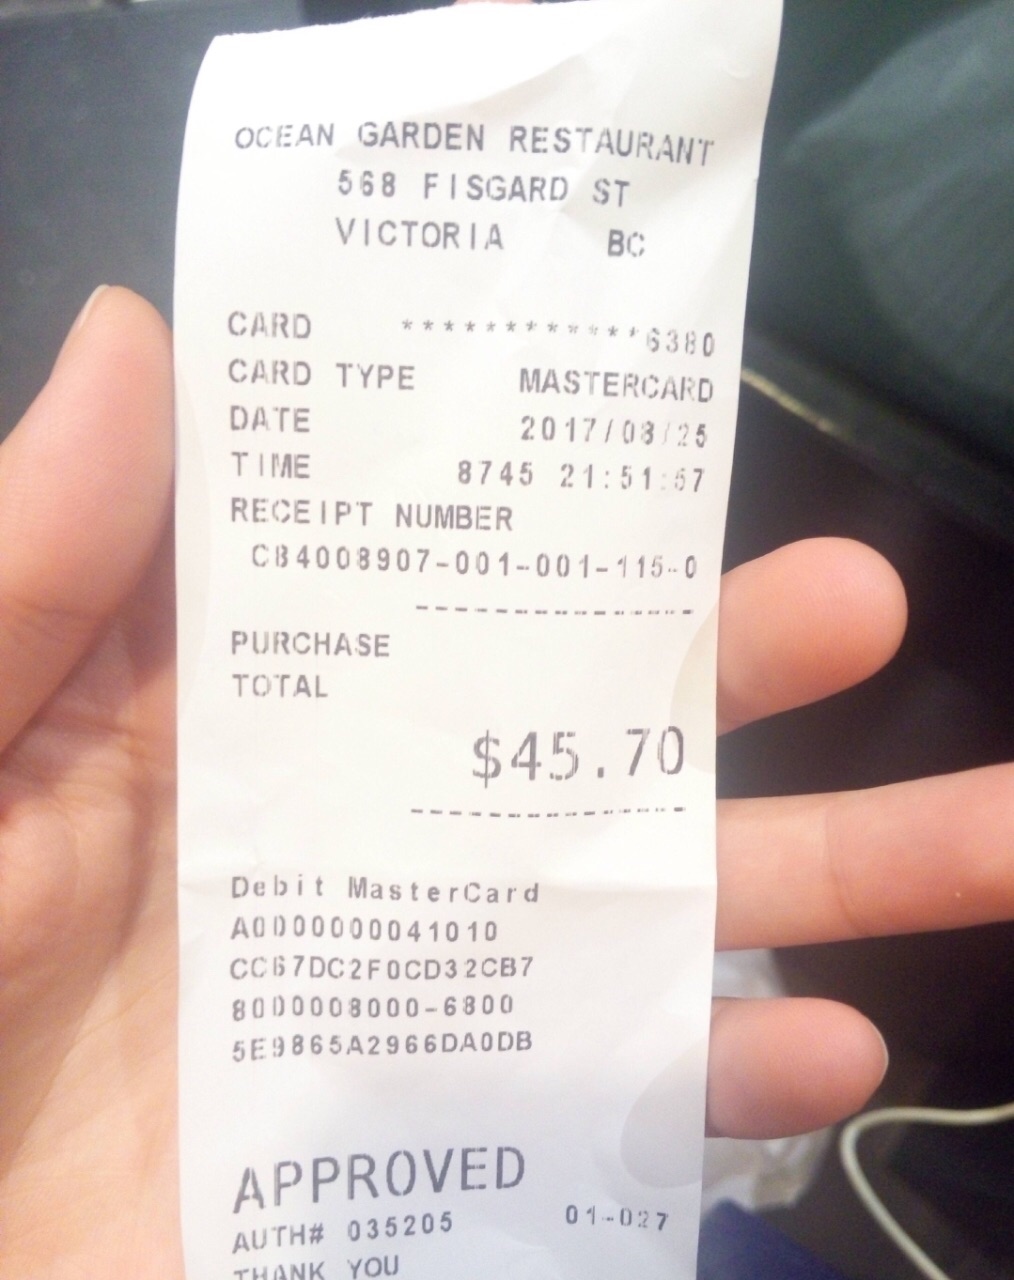 OCEAN GARDEN RESTAURANT
568 FISGARD ST
VICTORIA BC
CARD ************6380
CARD TYPE MASTERCARD
DATE 2017/08/25
TIME 8745 21:51:57
RECEIPT NUMBER
CB4008907-001-001-115-0
PURCHASE
TOTAL
$45.70
Debit MasterCard
A0000000041010
CC67DC2F0CD32CB7
8000008000-6800
5E9865A2966DA0DB
APPROVED
AUTH# 035205 01-027
THANK YOU